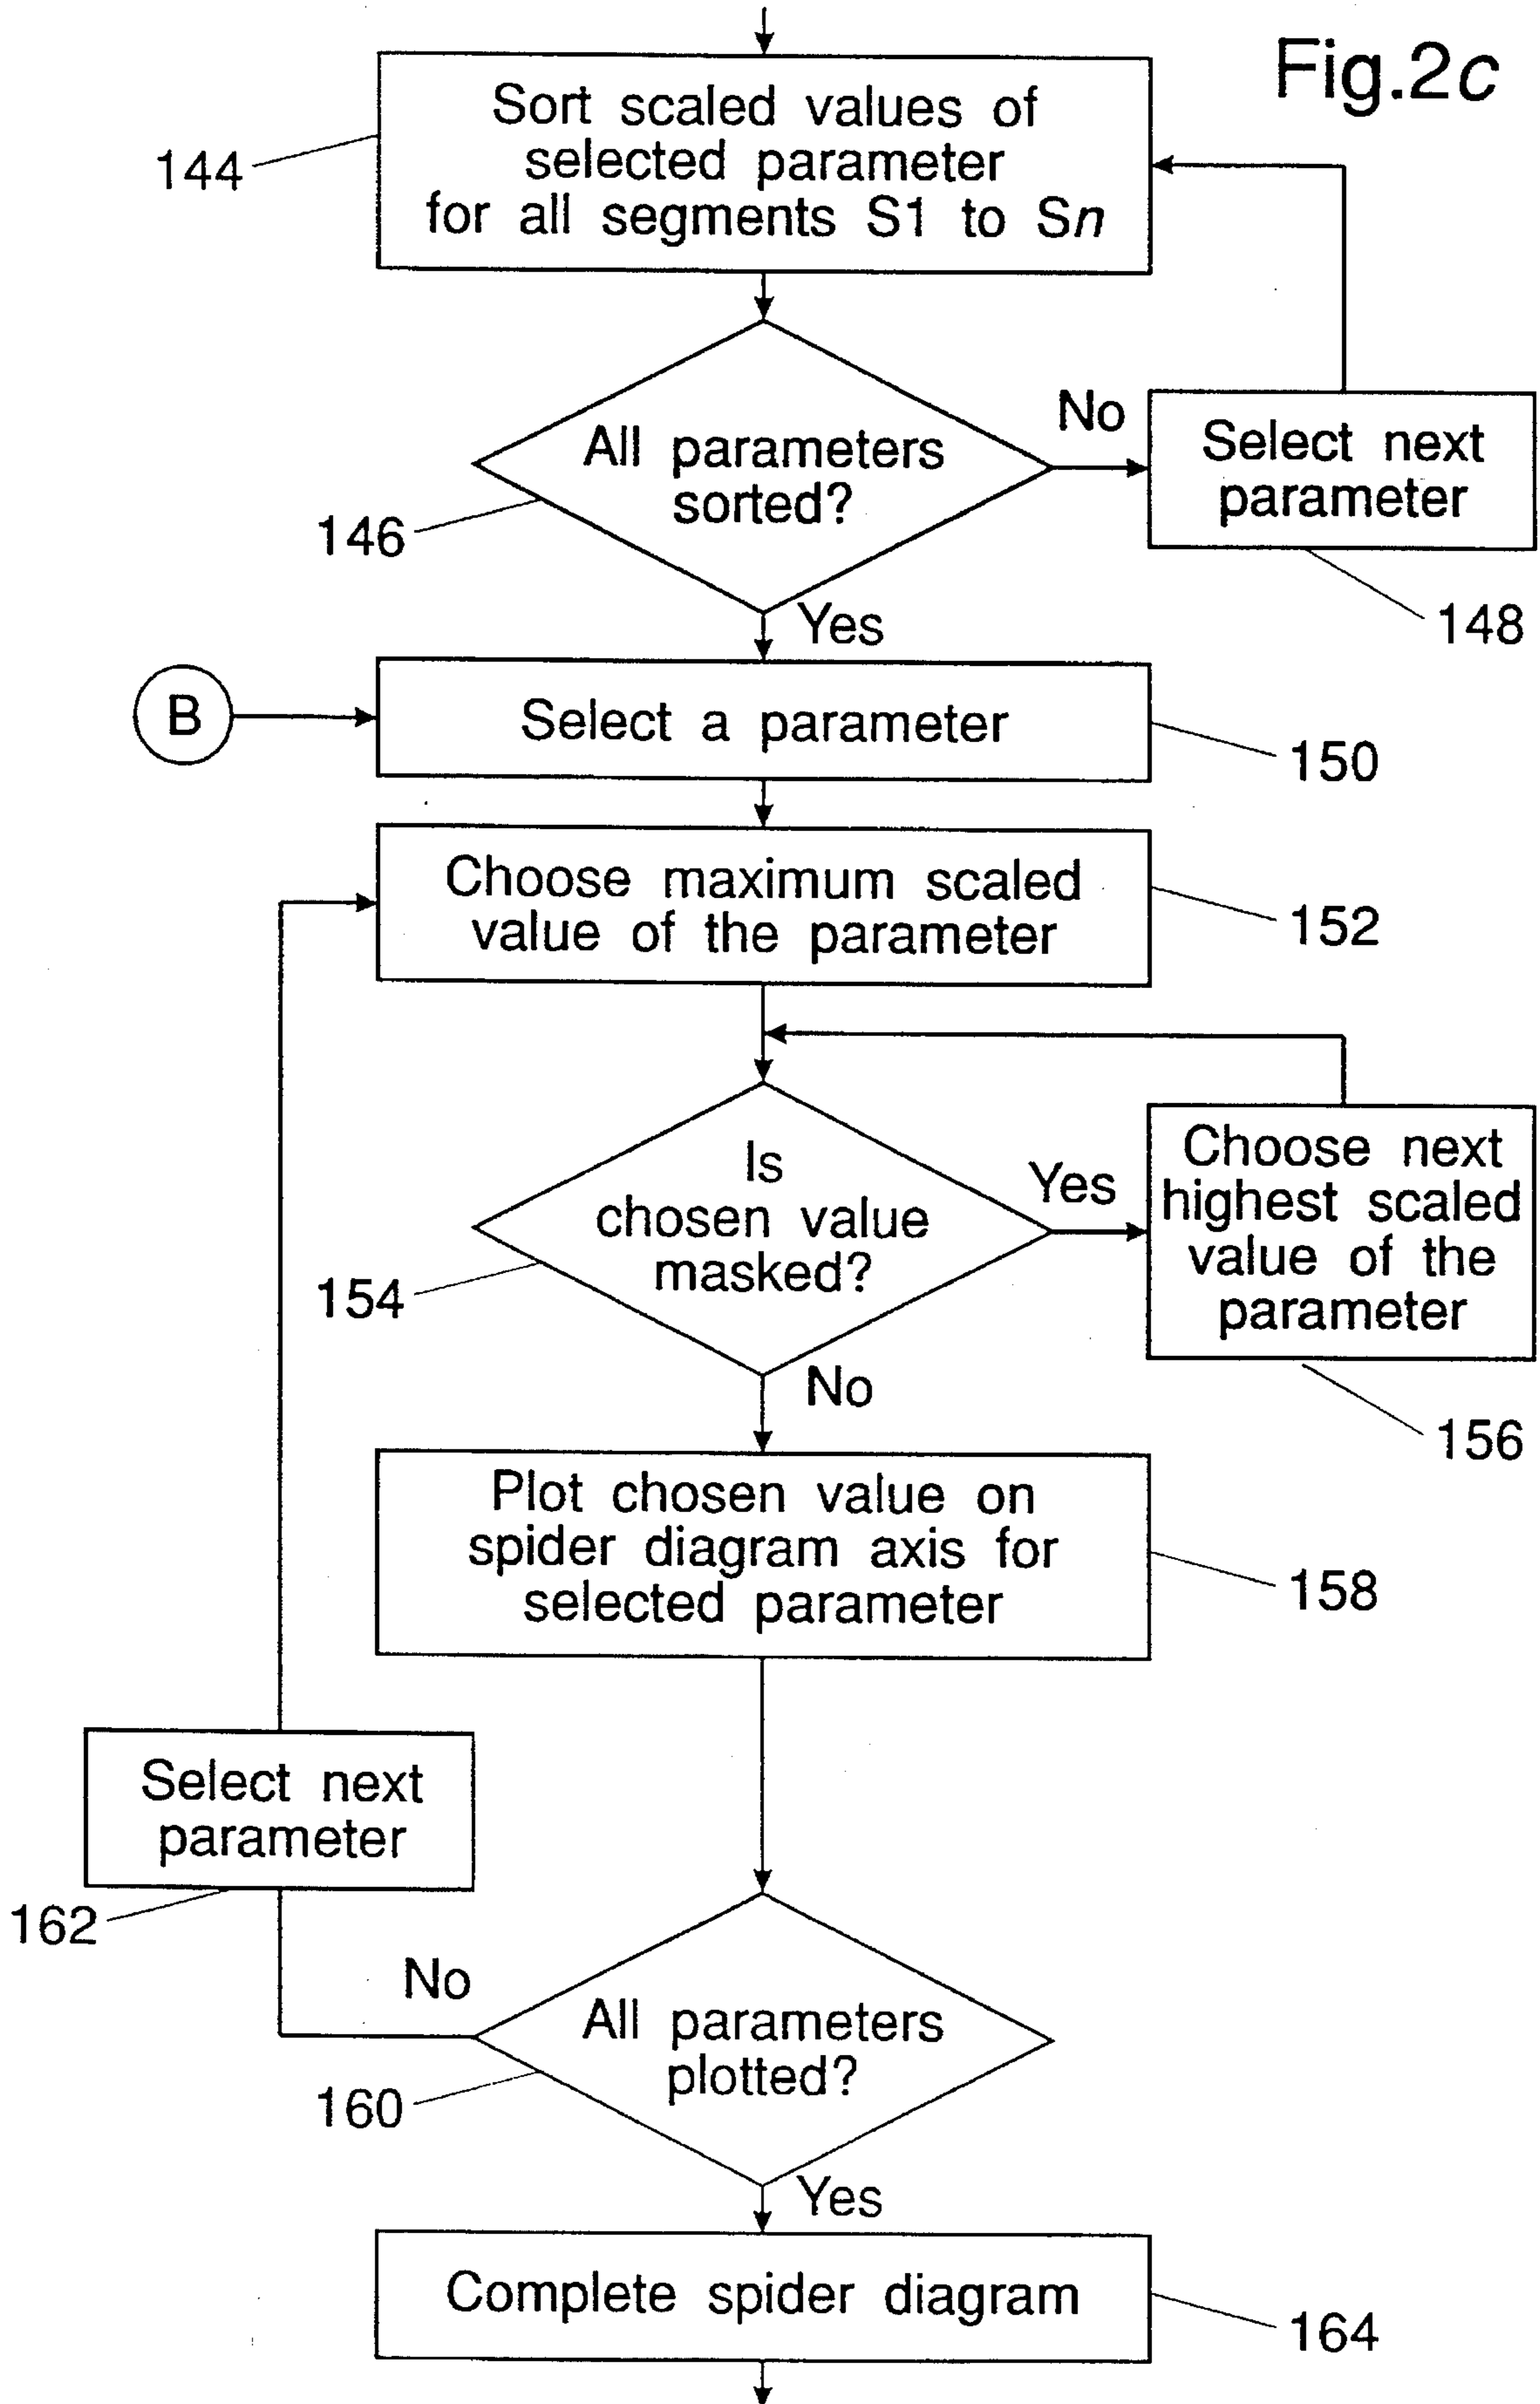 Fig.2c
Sort scaled values of
selected parameter
for all segments S1 to Sn
144
All parameters
sorted?
146
No
Select next
parameter
148
Yes
B
Select a parameter
150
Choose maximum scaled
value of the parameter
152
Is
chosen value
masked?
154
Yes
Choose next
highest scaled
value of the
parameter
156
No
Plot chosen value on
spider diagram axis for
selected parameter
158
Select next
parameter
162
No
All parameters
plotted?
160
Yes
Complete spider diagram
164